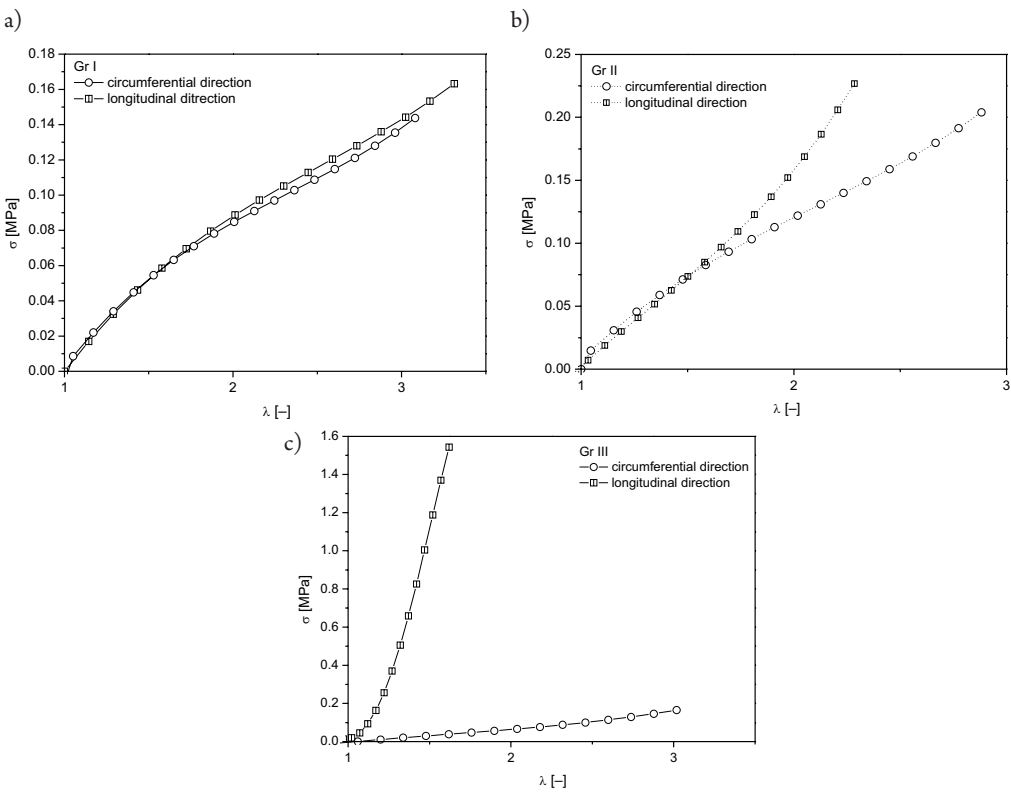 a)
0.18
0.16
0.14
0.12
0.10
0.08
0.06
0.04
0.02
0.00
σ [MPa]
Gr I
circumferential direction
longitudinal ditrection
1
2
3
λ [–]
b)
0.25
0.20
0.15
0.10
0.05
0.00
σ [MPa]
Gr II
circumferential direction
longitudinal direction
1
2
3
λ [–]
c)
1.6
1.4
1.2
1.0
0.8
0.6
0.4
0.2
0.0
σ [MPa]
Gr III
circumferential direction
longitudinal direction
1
2
3
λ [–]